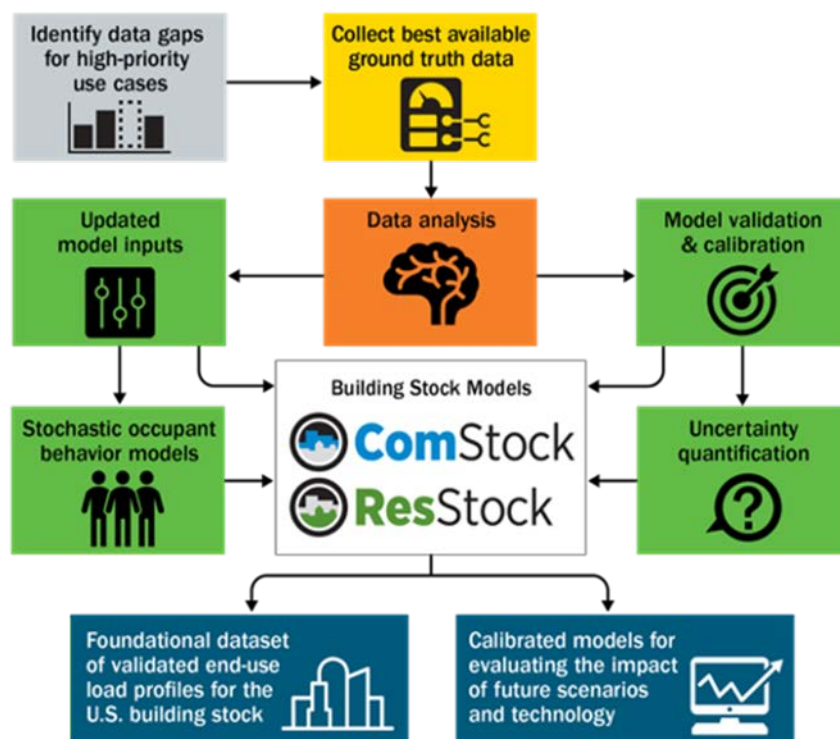 Identify data gaps
for high-priority
use cases
Collect best available
ground truth data
Updated
model inputs
Data analysis
Model validation
& calibration
Building Stock Models
ComStock
ResStock
Stochastic occupant
behavior models
Uncertainty
quantification
?
Foundational dataset
of validated end-use
load profiles for the
U.S. building stock
Calibrated models for
evaluating the impact
of future scenarios
and technology